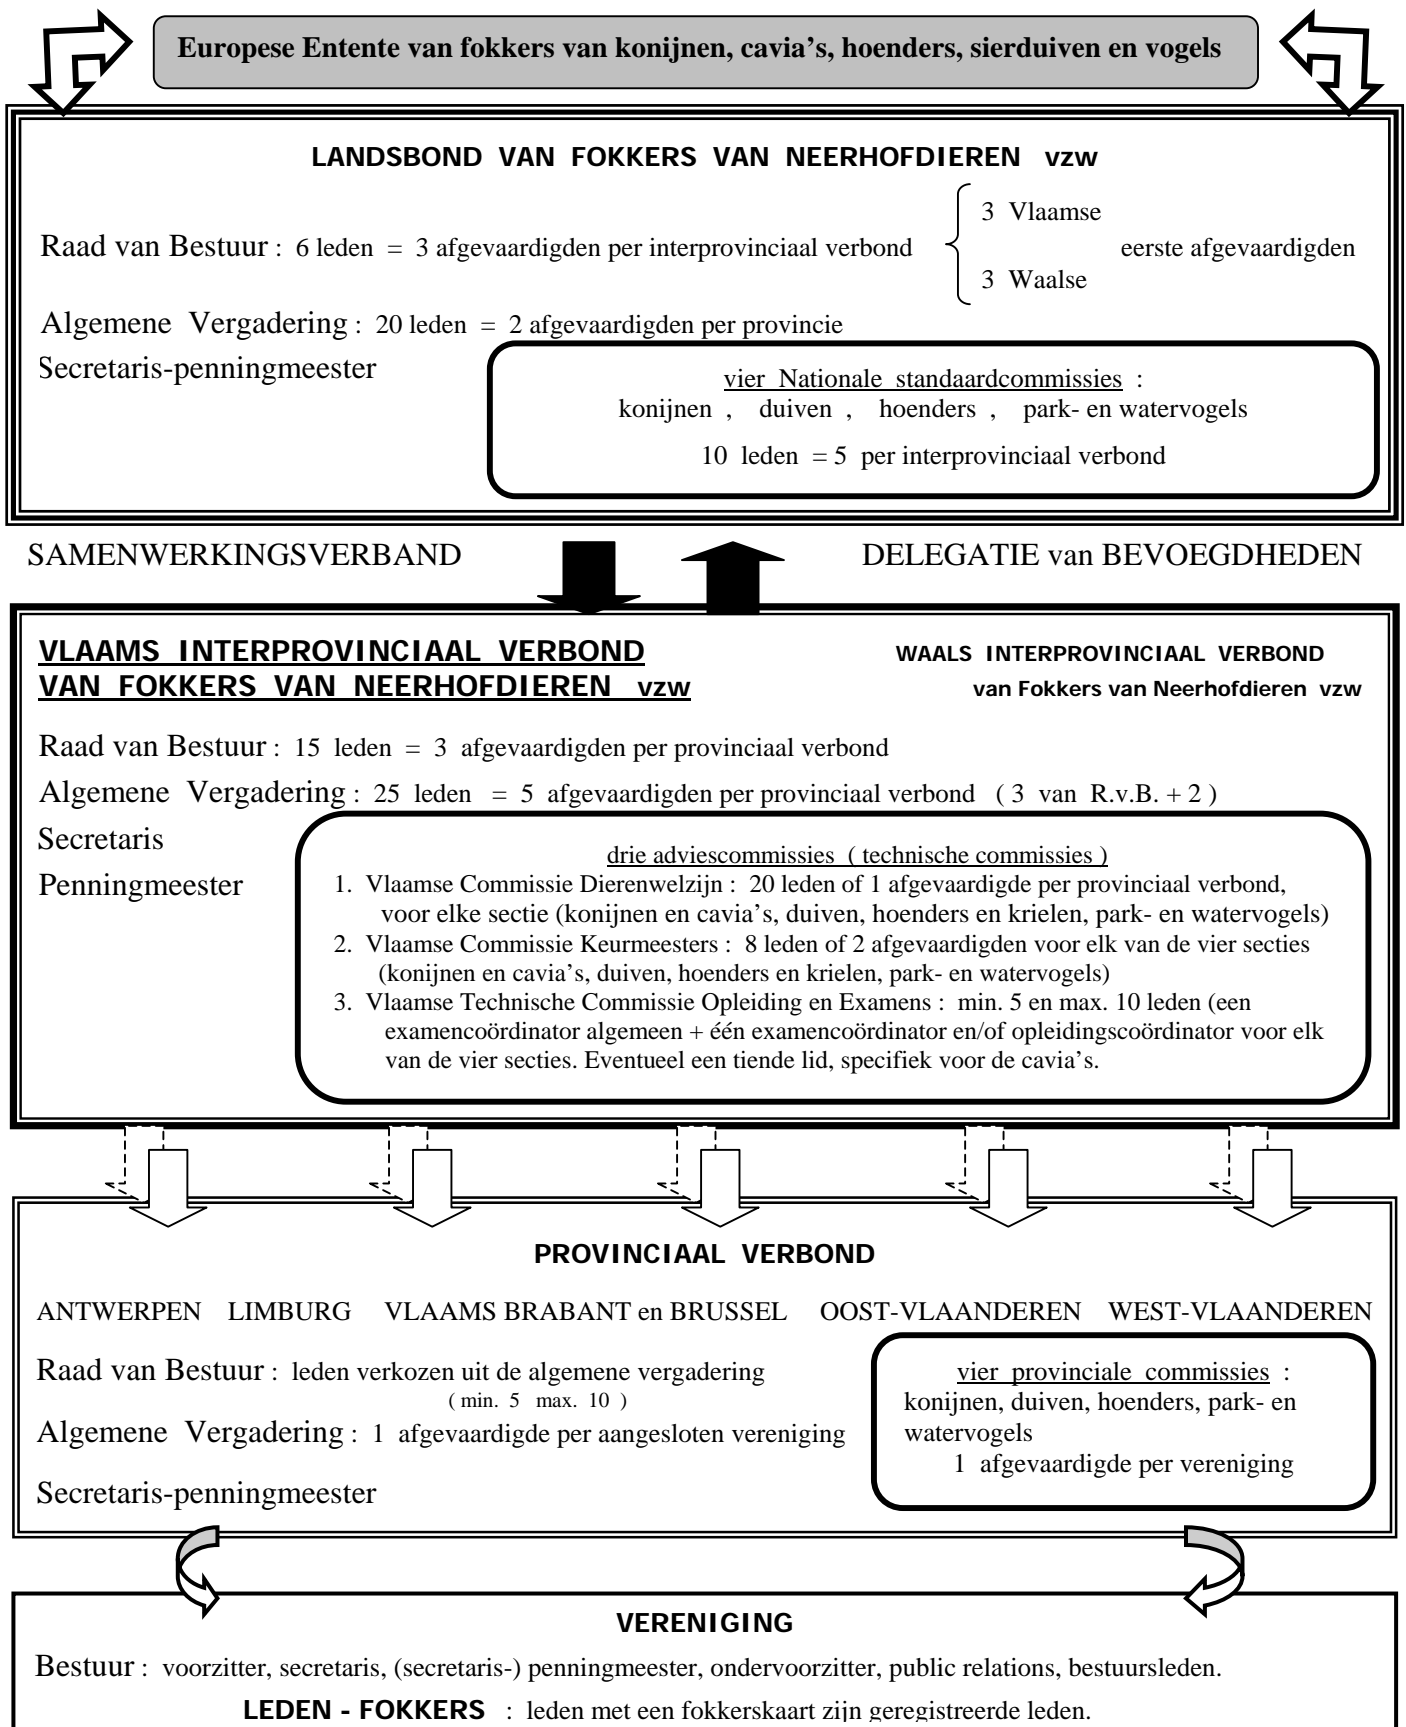 Europese Entente van fokkers van konijnen, cavia's, hoenders, sierduiven en vogels
LANDSBOND VAN FOKKERS VAN NEERHOFDIEREN vzw
3 Vlaamse
Raad van Bestuur : 6 leden = 3 afgevaardigden per interprovinciaal verbond eerste afgevaardigden
3 Waalse
Algemene Vergadering : 20 leden = 2 afgevaardigden per provincie
Secretaris-penningmeester
vier Nationale standaardcommissies :
konijnen , duiven , hoenders , park- en watervogels
10 leden = 5 per interprovinciaal verbond
SAMENWERKINGSVERBAND DELEGATIE van BEVOEGDHEDEN
VLAAMS INTERPROVINCIAAL VERBOND
VAN FOKKERS VAN NEERHOFDIEREN vzw
WAALS INTERPROVINCIAAL VERBOND
van Fokkers van Neerhofdieren vzw
Raad van Bestuur : 15 leden = 3 afgevaardigden per provinciaal verbond
Algemene Vergadering : 25 leden = 5 afgevaardigden per provinciaal verbond ( 3 van R.v.B. + 2 )
Secretaris
Penningmeester
drie adviescommissies ( technische commissies )
1. Vlaamse Commissie Dierenwelzijn : 20 leden of 1 afgevaardigde per provinciaal verbond,
voor elke sectie (konijnen en cavia's, duiven, hoenders en krielen, park- en watervogels)
2. Vlaamse Commissie Keurmeesters : 8 leden of 2 afgevaardigden voor elk van de vier secties
(konijnen en cavia's, duiven, hoenders en krielen, park- en watervogels)
3. Vlaamse Technische Commissie Opleiding en Examens : min. 5 en max. 10 leden (een
examencoördinator algemeen + één examencoördinator en/of opleidingscoördinator voor elk
van de vier secties. Eventueel een tiende lid, specifiek voor de cavia's.
PROVINCIAAL VERBOND
ANTWERPEN LIMBURG VLAAMS BRABANT en BRUSSEL OOST-VLAANDEREN WEST-VLAANDEREN
Raad van Bestuur : leden verkozen uit de algemene vergadering
( min. 5 max. 10 )
Algemene Vergadering : 1 afgevaardigde per aangesloten vereniging
Secretaris-penningmeester
vier provinciale commissies :
konijnen, duiven, hoenders, park- en
watervogels
1 afgevaardigde per vereniging
VERENIGING
Bestuur : voorzitter, secretaris, (secretaris-) penningmeester, ondervoorzitter, public relations, bestuursleden.
LEDEN - FOKKERS : leden met een fokkerskaart zijn geregistreerde leden.